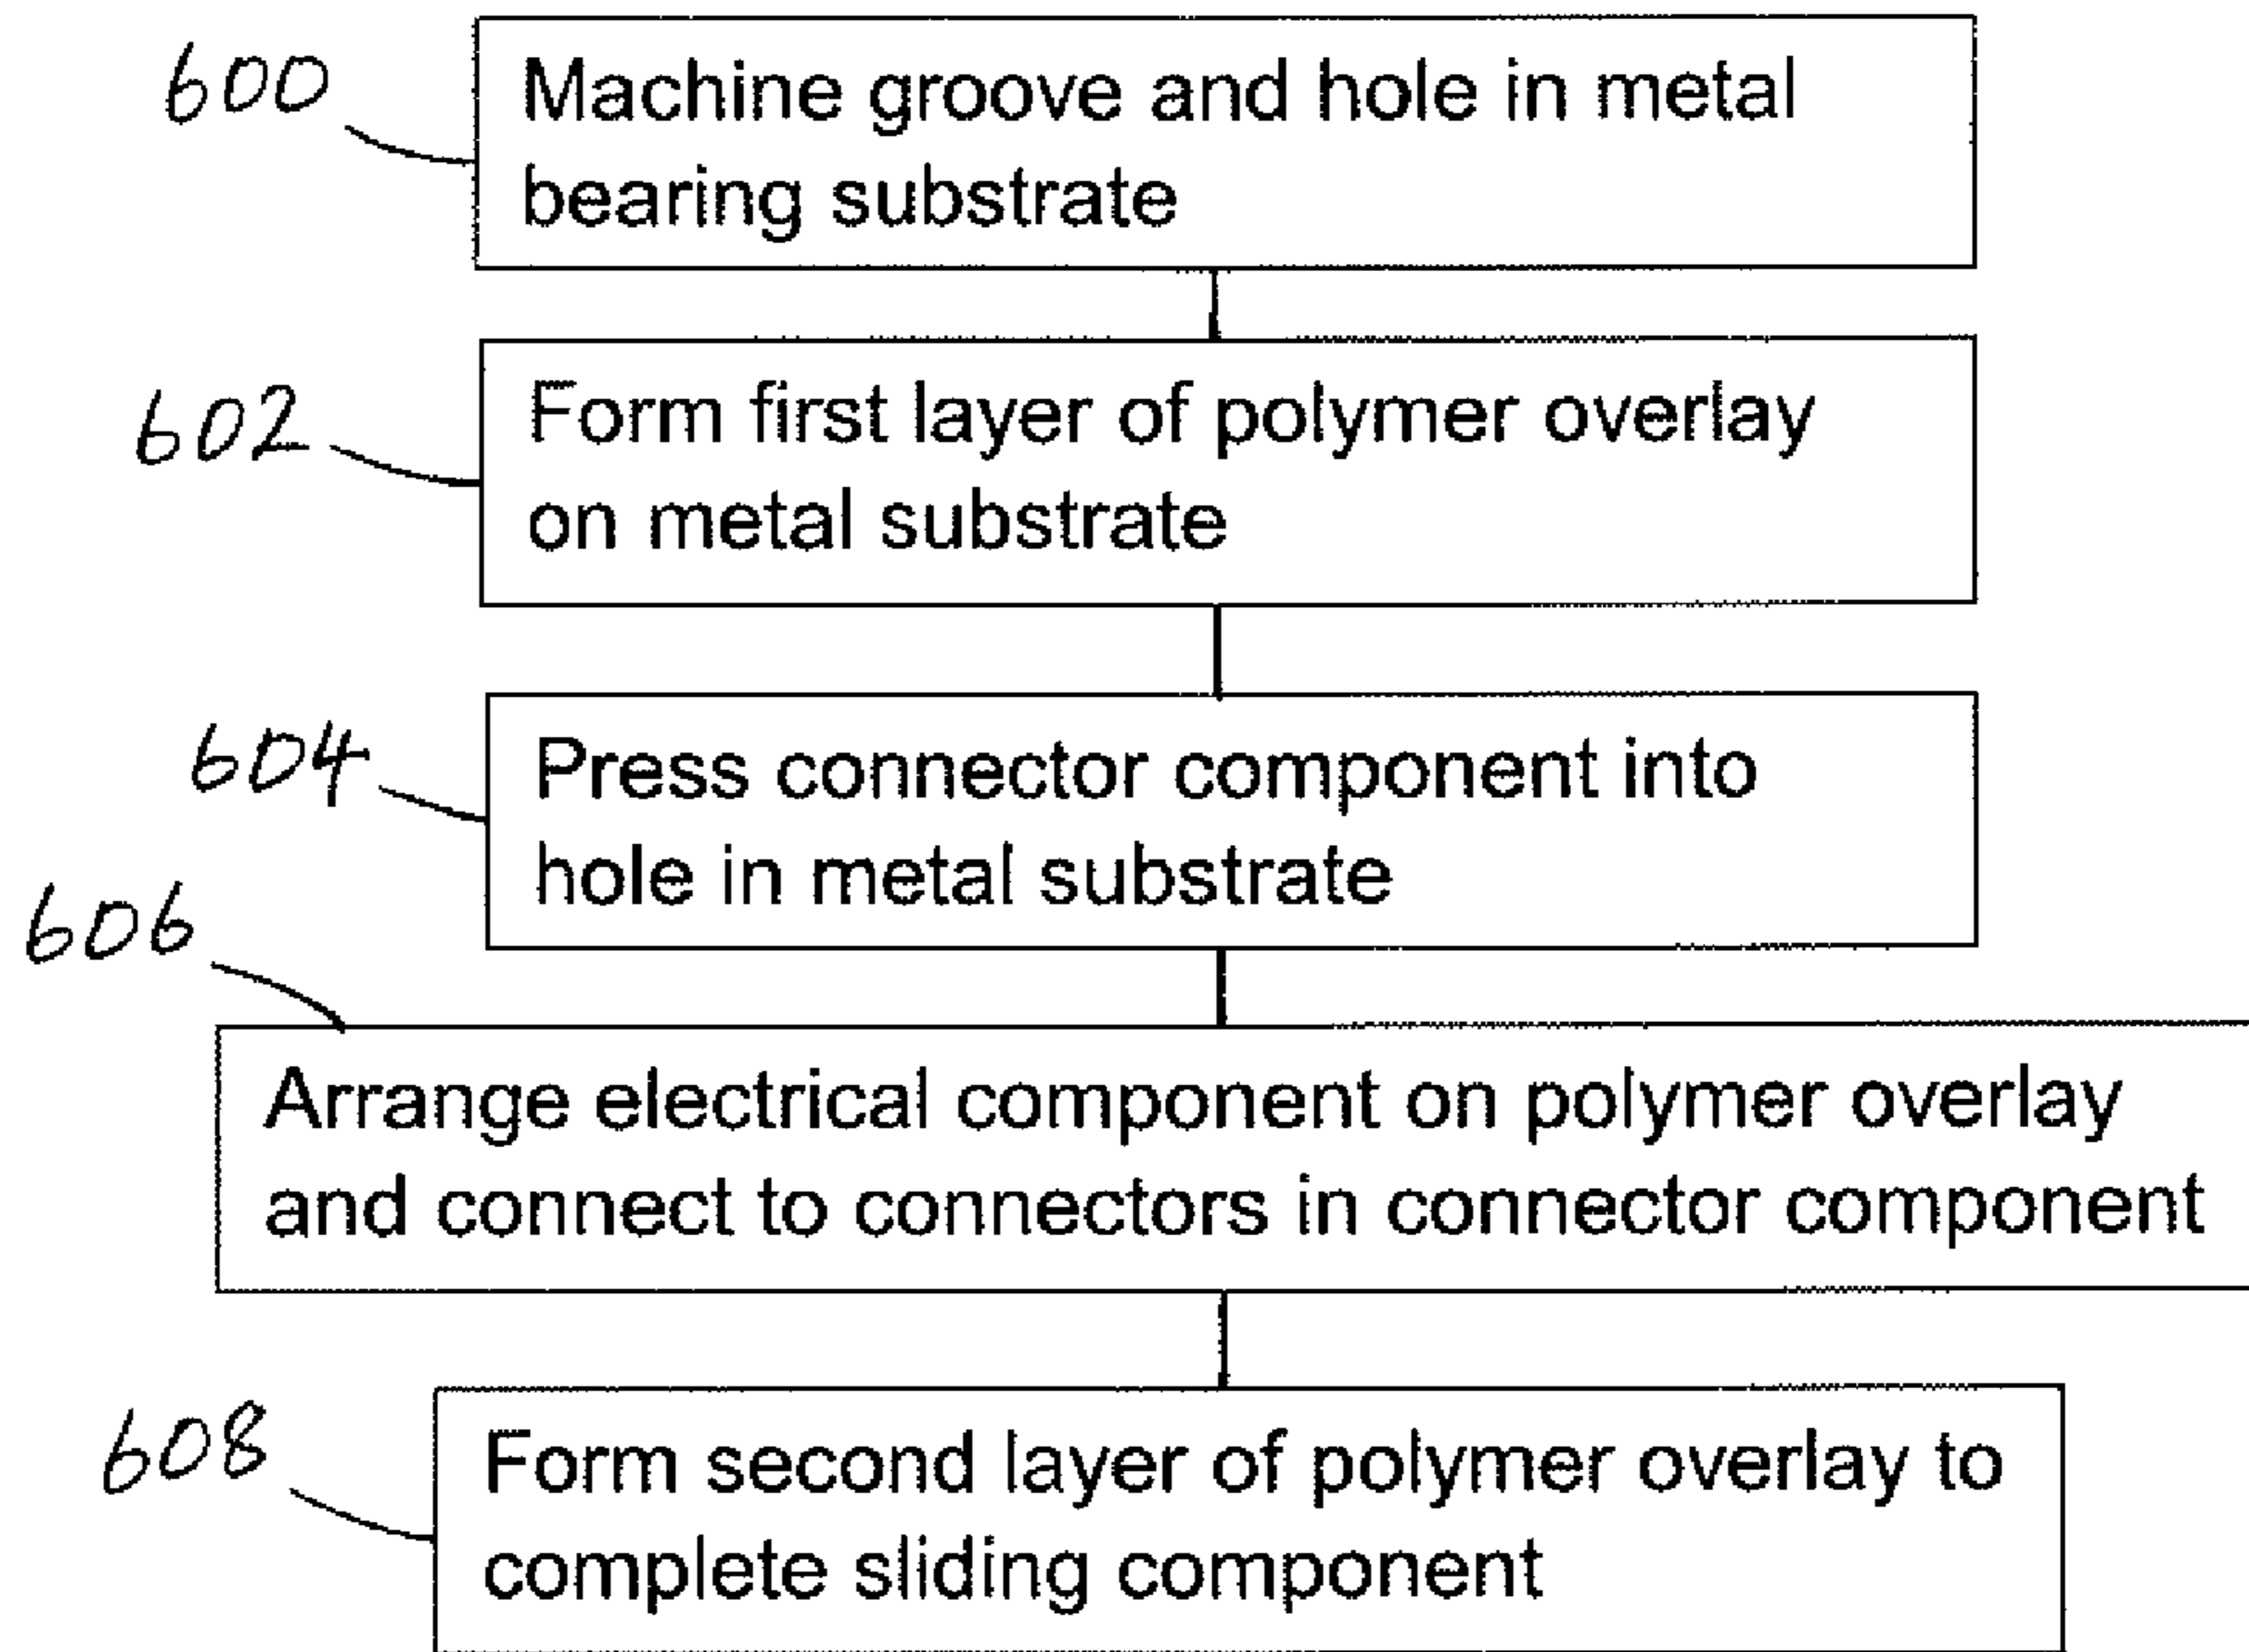 600
Machine groove and hole in metal
bearing substrate
602
Form first layer of polymer overlay
on metal substrate
604
Press connector component into
hole in metal substrate
606
Arrange electrical component on polymer overlay
and connect to connectors in connector component
608
Form second layer of polymer overlay to
complete sliding component